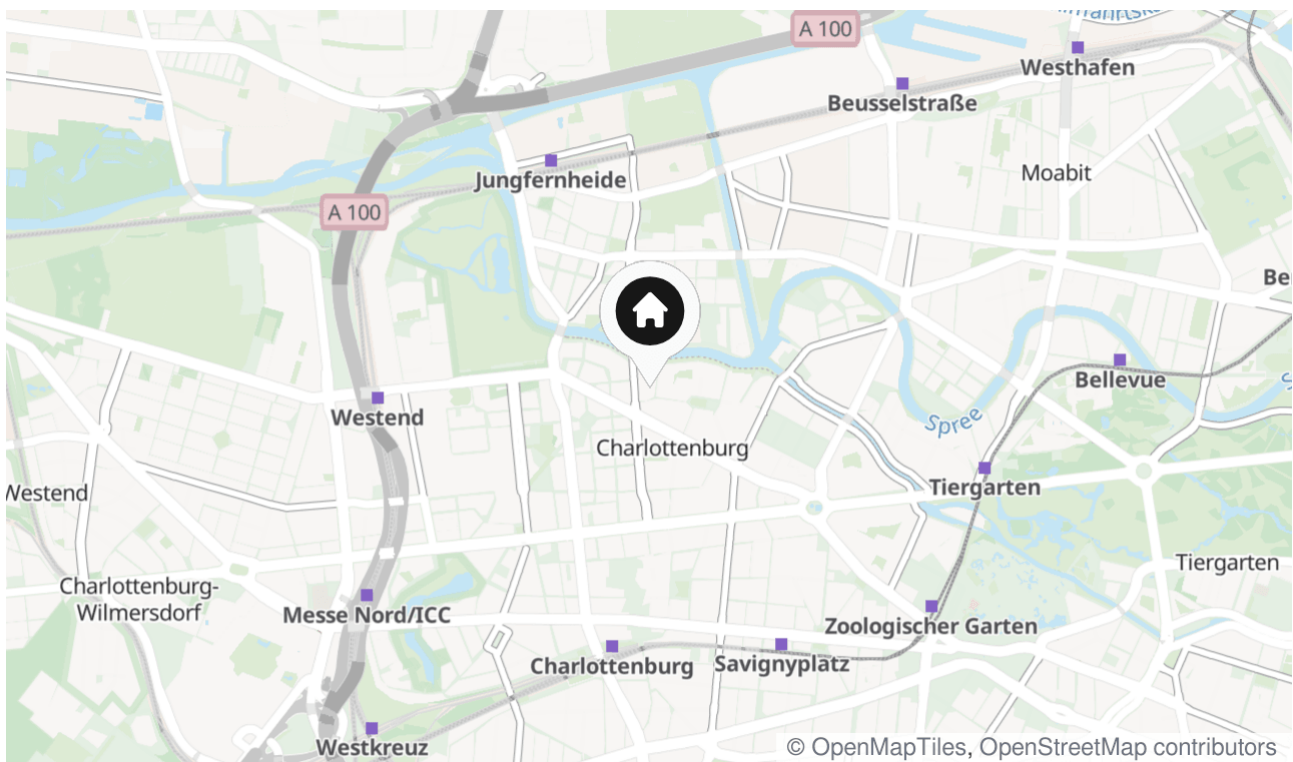 A 100
Westhafen
Beusselstraße
Moabit
Jungfernheide
A 100
Bellevue
Westend
Spree
Charlottenburg
Westend
Tiergarten
Tiergarten
Charlottenburg-
Wilmersdorf
Messe Nord/ICC
Zoologischer Garten
Charlottenburg
Savignyplatz
Westkreuz
© OpenMapTiles, OpenStreetMap contributors